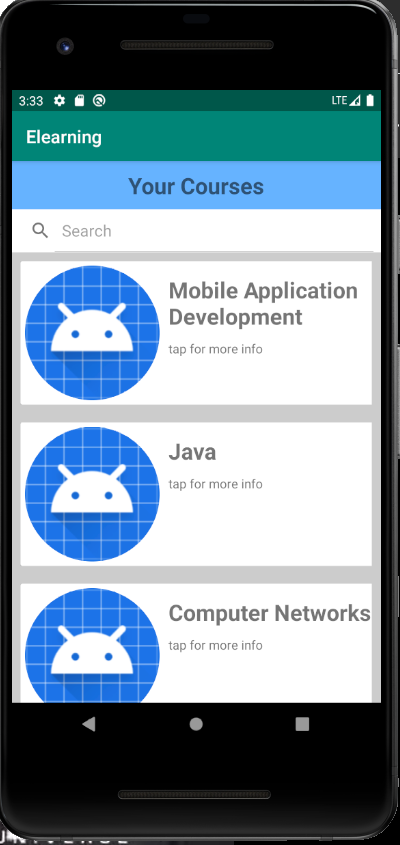 3:33 LTE
Elearning
Your Courses
Search
Mobile Application
Development
tap for more info
Java
tap for more info
Computer Networks
tap for more info